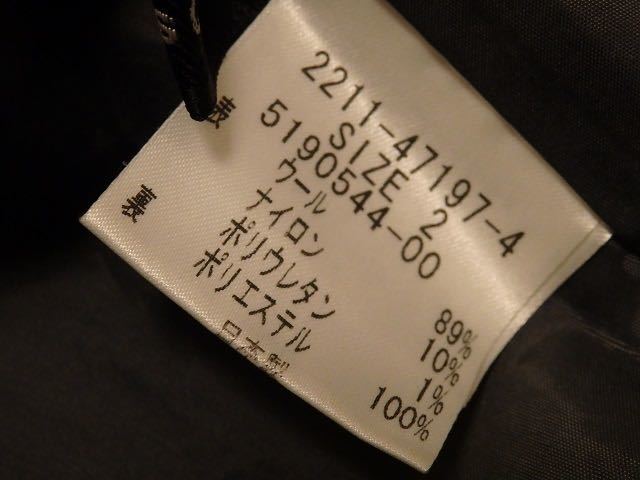 2211-47197-4
SIZE 2
5190544-00
表 ウール 89%
ナイロン 10%
ポリウレタン 1%
裏 ポリエステル 100%
日本製